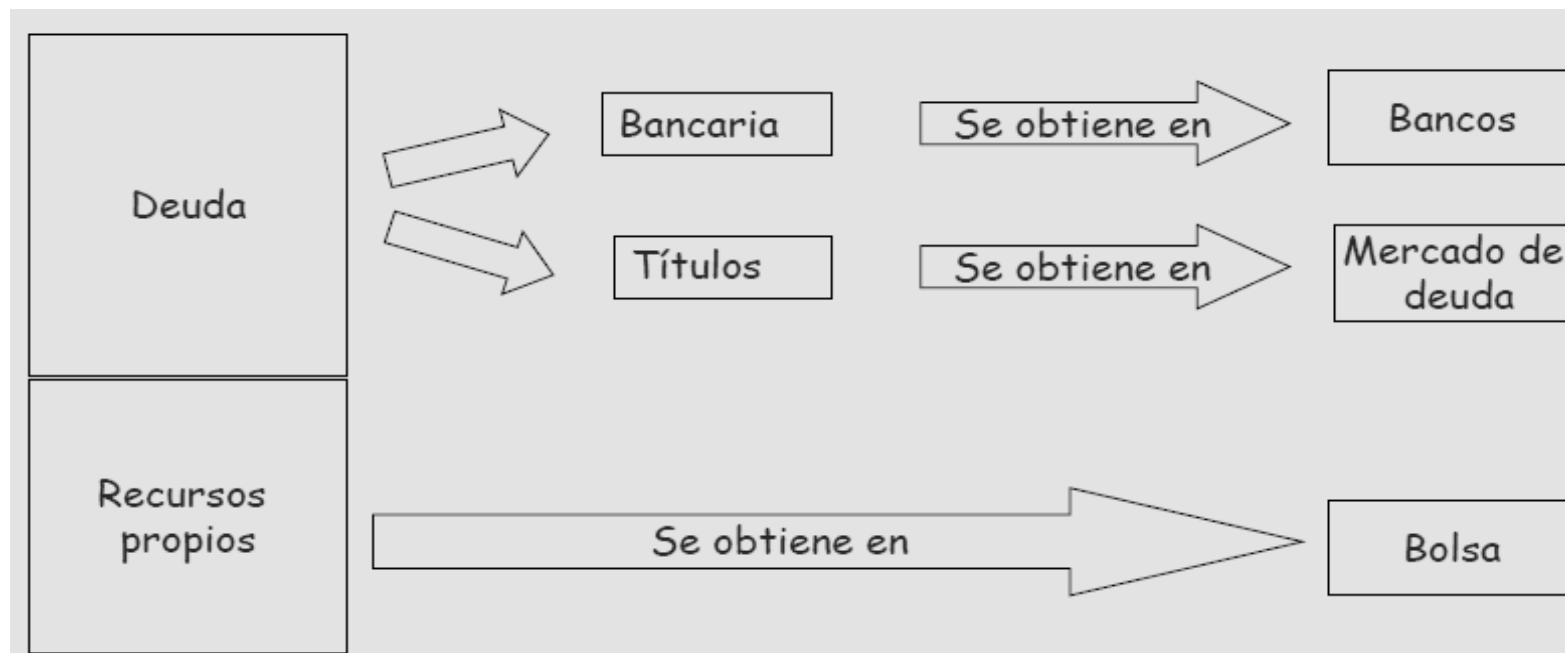 Deuda
Bancaria
Se obtiene en
Bancos
Títulos
Se obtiene en
Mercado de
deuda
Recursos
propios
Se obtiene en
Bolsa